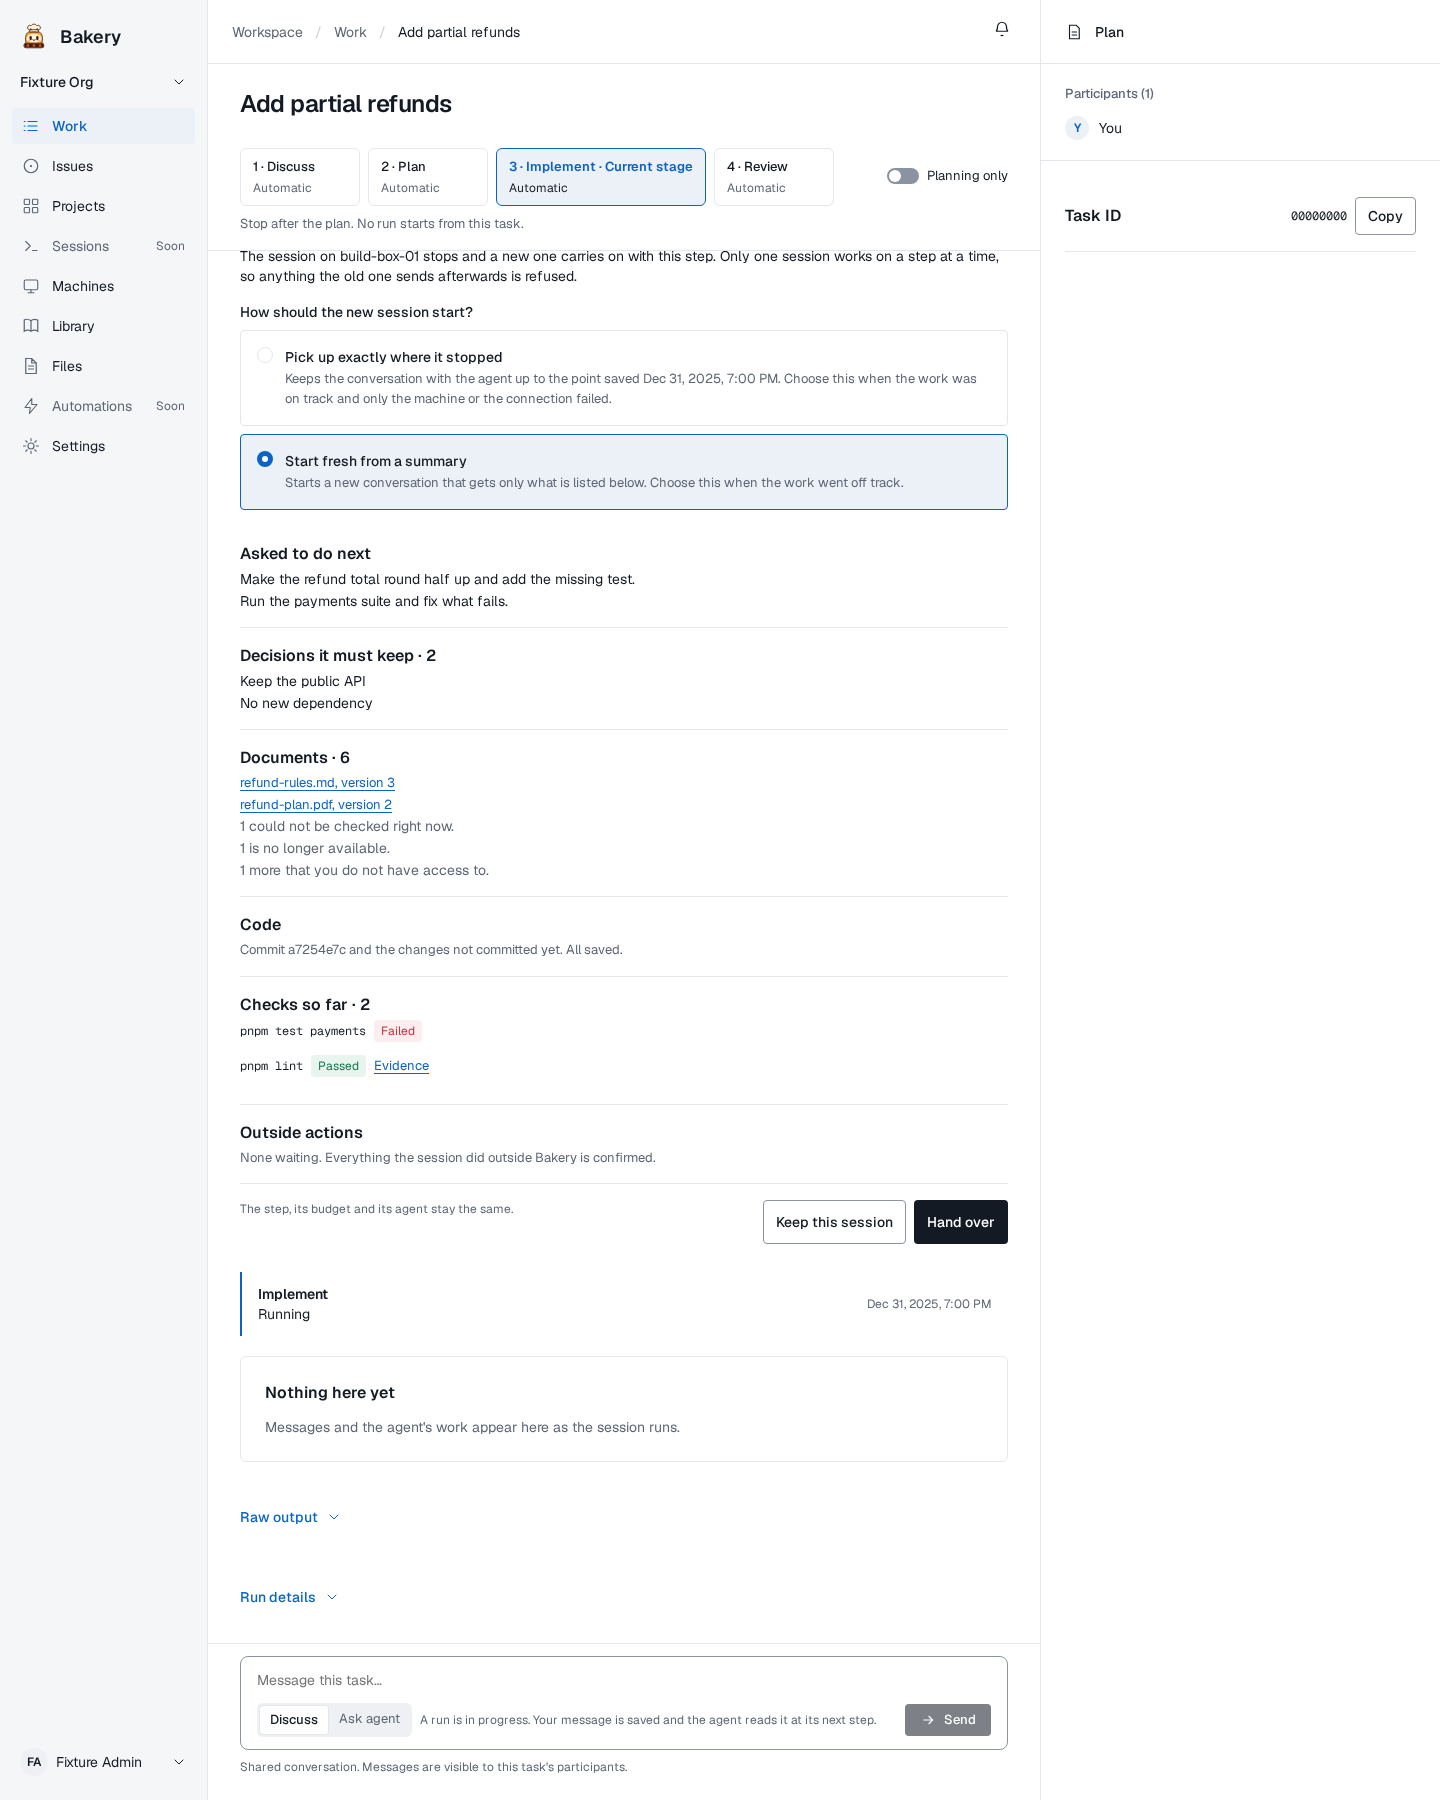 Bakery
Fixture Org
Work
Issues
Projects
Sessions Soon
Machines
Library
Files
Automations Soon
Settings
FA Fixture Admin
Workspace / Work / Add partial refunds
Add partial refunds
1 · Discuss
Automatic
2 · Plan
Automatic
3 · Implement · Current stage
Automatic
4 · Review
Automatic
Planning only
Stop after the plan. No run starts from this task.
The session on build-box-01 stops and a new one carries on with this step. Only one session works on a step at a time,
so anything the old one sends afterwards is refused.
How should the new session start?
Pick up exactly where it stopped
Keeps the conversation with the agent up to the point saved Dec 31, 2025, 7:00 PM. Choose this when the work was
on track and only the machine or the connection failed.
Start fresh from a summary
Starts a new conversation that gets only what is listed below. Choose this when the work went off track.
Asked to do next
Make the refund total round half up and add the missing test.
Run the payments suite and fix what fails.
Decisions it must keep · 2
Keep the public API
No new dependency
Documents · 6
refund-rules.md, version 3
refund-plan.pdf, version 2
1 could not be checked right now.
1 is no longer available.
1 more that you do not have access to.
Code
Commit a7254e7c and the changes not committed yet. All saved.
Checks so far · 2
pnpm test payments Failed
pnpm lint Passed Evidence
Outside actions
None waiting. Everything the session did outside Bakery is confirmed.
The step, its budget and its agent stay the same.
Keep this session
Hand over
Implement
Running
Dec 31, 2025, 7:00 PM
Nothing here yet
Messages and the agent's work appear here as the session runs.
Raw output
Run details
Message this task…
Discuss Ask agent A run is in progress. Your message is saved and the agent reads it at its next step. Send
Shared conversation. Messages are visible to this task's participants.
Plan
Participants (1)
Y You
Task ID 00000000 Copy